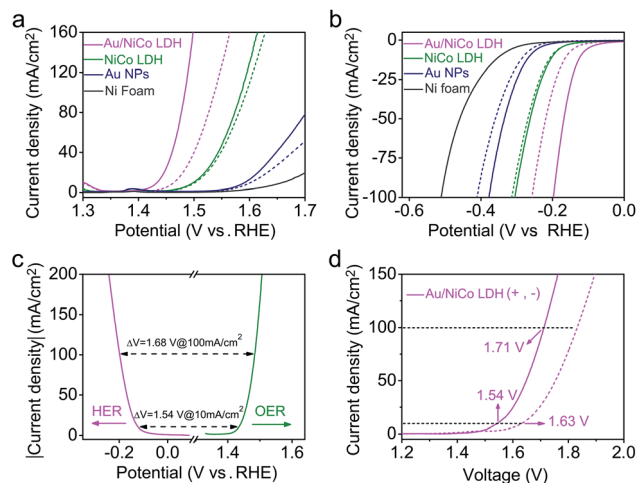 a
Current density (mA/cm²)
160
120
80
40
0
Au/NiCo LDH
NiCo LDH
Au NPs
Ni Foam
1.3 1.4 1.5 1.6 1.7
Potential (V vs.RHE)
b
Current density (mA/cm²)
0
-25
-50
-75
-100
Au/NiCo LDH
NiCo LDH
Au NPs
Ni foam
-0.6 -0.4 -0.2 0.0
Potential (V vs RHE)
c
|Current density| (mA/cm²)
200
150
100
50
0
ΔV=1.68 V@100mA/cm²
ΔV=1.54 V@10mA/cm²
HER
OER
-0.2 0.0 1.4 1.6
Potential (V vs.RHE)
d
Current density (mA/cm²)
150
100
50
0
Au/NiCo LDH (+ , -)
1.71 V
1.54 V
1.63 V
1.2 1.4 1.6 1.8 2.0
Voltage (V)